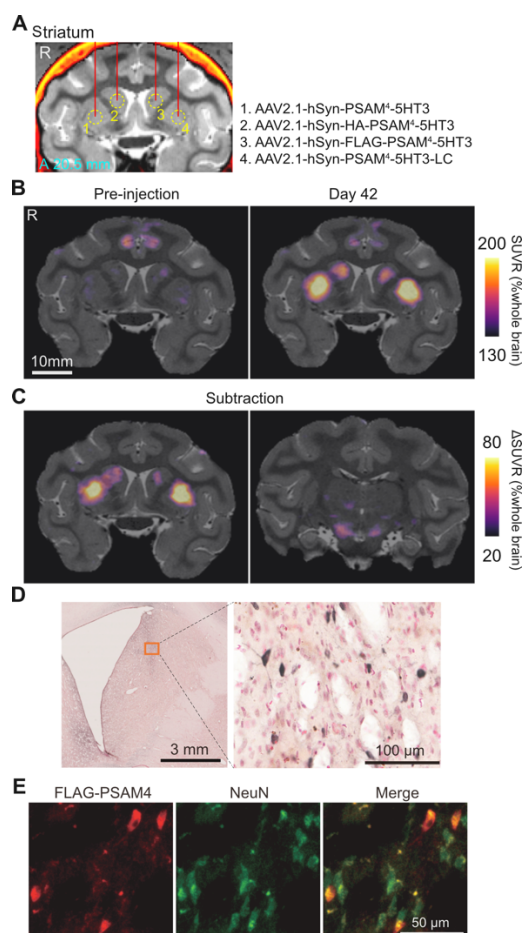 A
Striatum
R
1
2
3
4
A 20.5 mm
1. AAV2.1-hSyn-PSAM⁴-5HT3
2. AAV2.1-hSyn-HA-PSAM⁴-5HT3
3. AAV2.1-hSyn-FLAG-PSAM⁴-5HT3
4. AAV2.1-hSyn-PSAM⁴-5HT3-LC
B
Pre-injection
Day 42
R
10mm
200
SUVR (%whole brain)
130
C
Subtraction
80
ΔSUVR (%whole brain)
20
D
3 mm
100 μm
E
FLAG-PSAM4
NeuN
Merge
50 μm